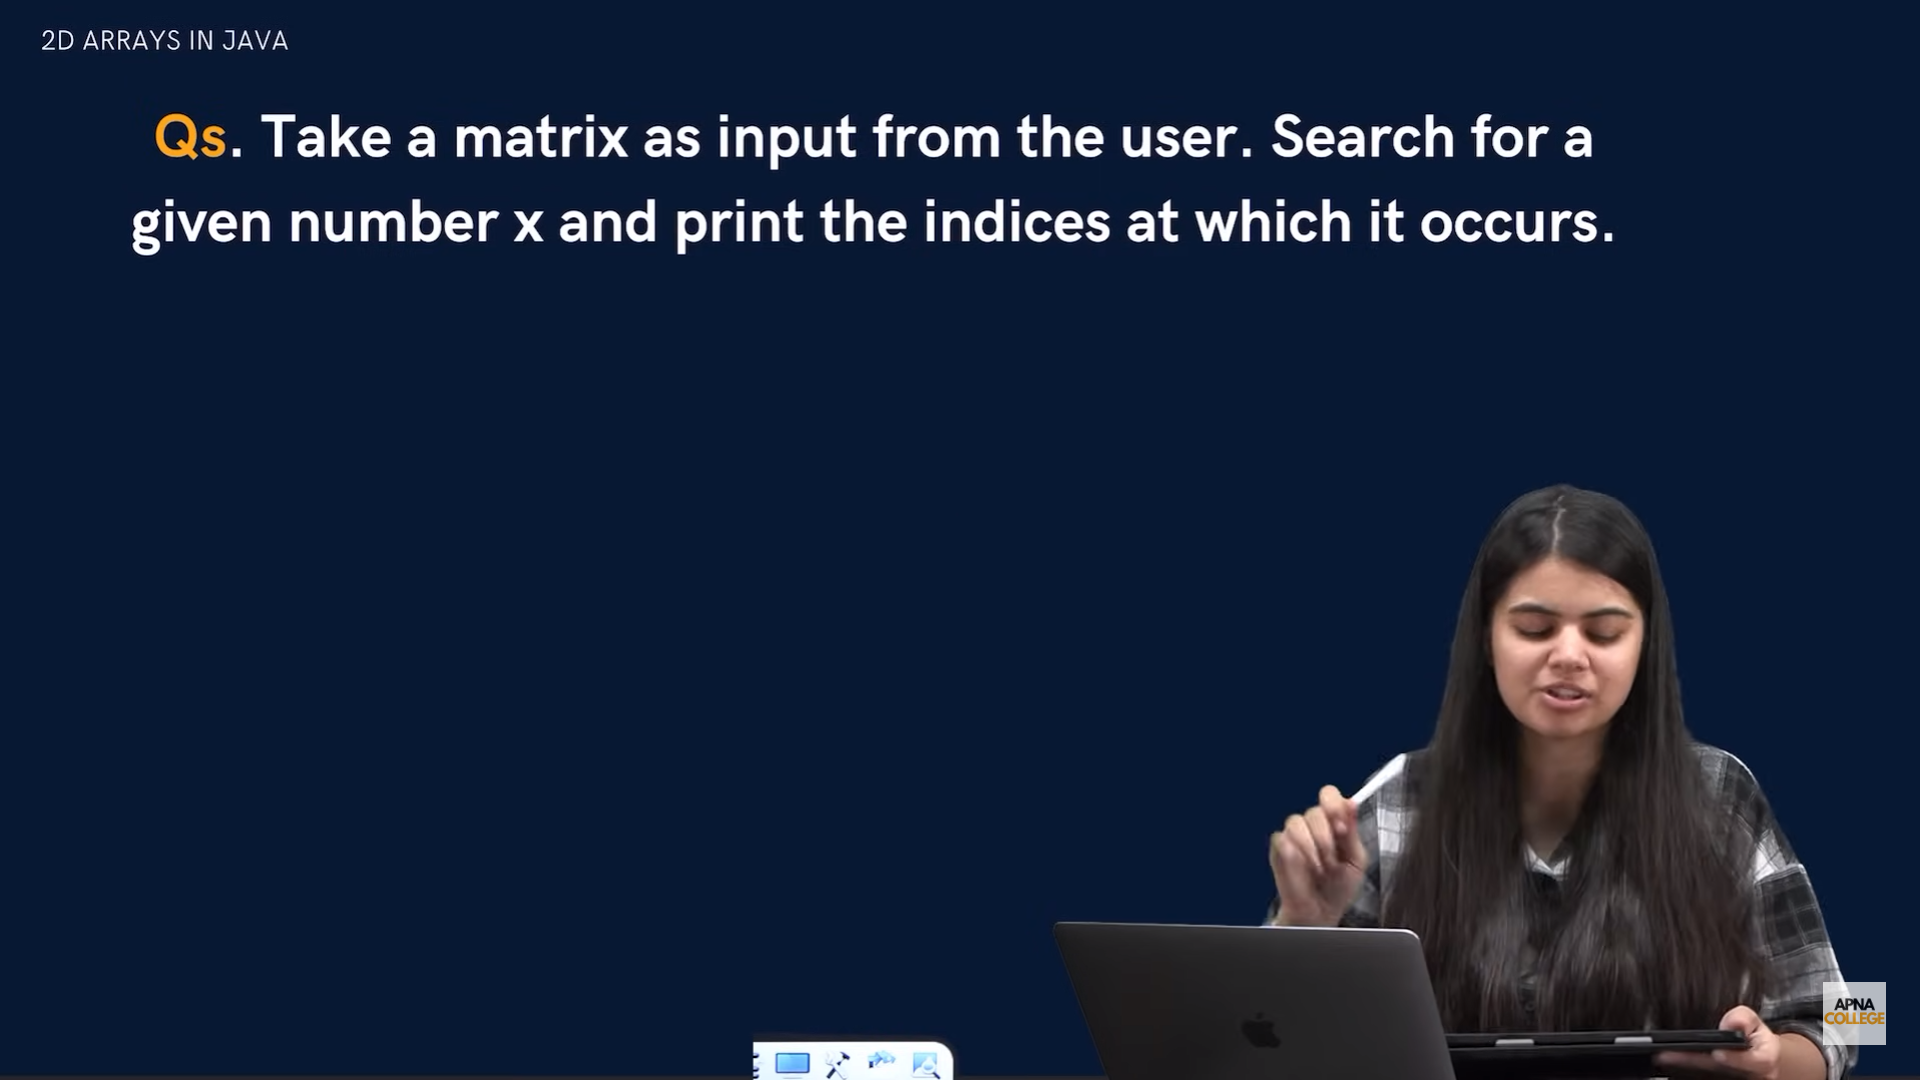 2D ARRAYS IN JAVA
Qs. Take a matrix as input from the user. Search for a
given number x and print the indices at which it occurs.
APNA
COLLEGE